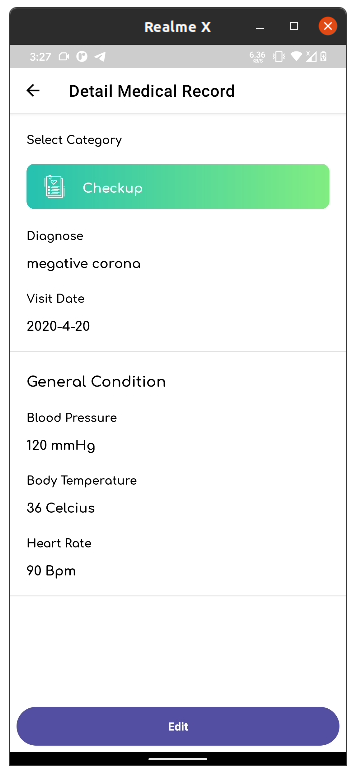 Realme X
3:27
6.36
KB/S
Detail Medical Record
Select Category
Checkup
Diagnose
megative corona
Visit Date
2020-4-20
General Condition
Blood Pressure
120 mmHg
Body Temperature
36 Celcius
Heart Rate
90 Bpm
Edit